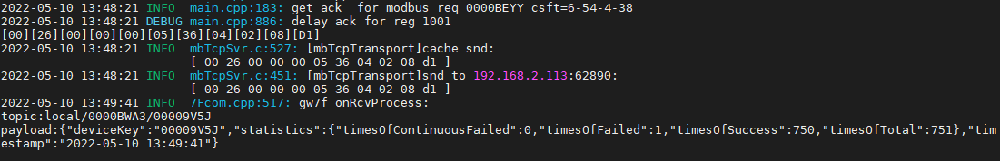 2022-05-10 13:48:21 INFO  main.cpp:183: get ack  for modbus req 0000BEYY csft=6-54-4-38
2022-05-10 13:48:21 DEBUG main.cpp:886: delay ack for reg 1001
[00][26][00][00][00][05][36][04][02][08][D1]
2022-05-10 13:48:21 INFO  mbTcpSvr.c:527: [mbTcpTransport]cache snd:
[ 00 26 00 00 00 05 36 04 02 08 d1 ]
2022-05-10 13:48:21 INFO  mbTcpSvr.c:451: [mbTcpTransport]snd to 192.168.2.113:62890:
[ 00 26 00 00 00 05 36 04 02 08 d1 ]
2022-05-10 13:49:41 INFO  7Fcom.cpp:517: gw7f onRcvProcess:
topic:local/0000BWA3/00009V5J
payload:{"deviceKey":"00009V5J","statistics":{"timesOfContinuousFailed":0,"timesOfFailed":1,"timesOfSuccess":750,"timesOfTotal":751},"tim
estamp":"2022-05-10 13:49:41"}